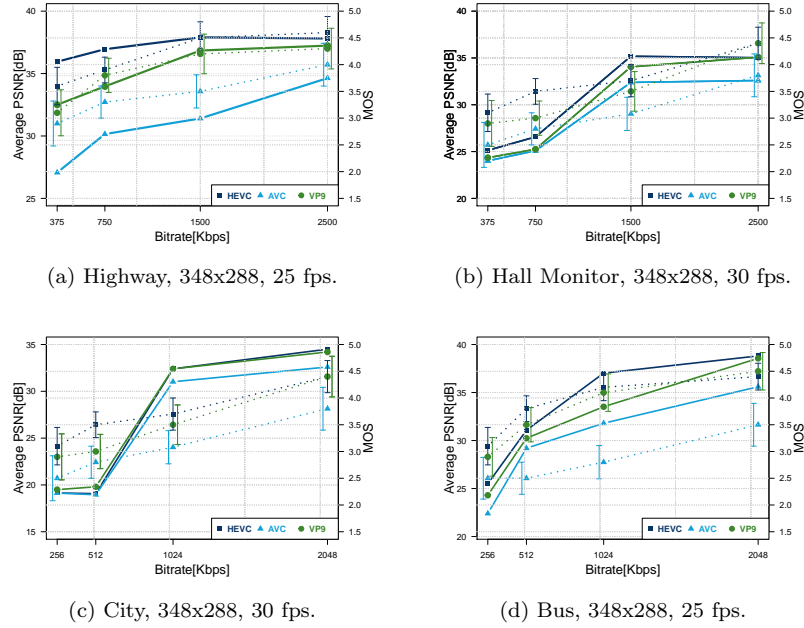 40
35
30
25
Average PSNR[dB]
5.0
4.5
4.0
3.5
3.0
2.5
2.0
1.5
MOS
HEVC AVC VP9
375 750 1500 2500
Bitrate[Kbps]
(a) Highway, 348x288, 25 fps.
40
35
30
25
20
Average PSNR[dB]
5.0
4.5
4.0
3.5
3.0
2.5
2.0
1.5
MOS
HEVC AVC VP9
375 750 1500 2500
Bitrate[Kbps]
(b) Hall Monitor, 348x288, 30 fps.
35
30
25
20
15
Average PSNR[dB]
5.0
4.5
4.0
3.5
3.0
2.5
2.0
1.5
MOS
HEVC AVC VP9
256 512 1024 2048
Bitrate[Kbps]
(c) City, 348x288, 30 fps.
40
35
30
25
20
Average PSNR[dB]
5.0
4.5
4.0
3.5
3.0
2.5
2.0
1.5
MOS
HEVC AVC VP9
256 512 1024 2048
Bitrate[Kbps]
(d) Bus, 348x288, 25 fps.